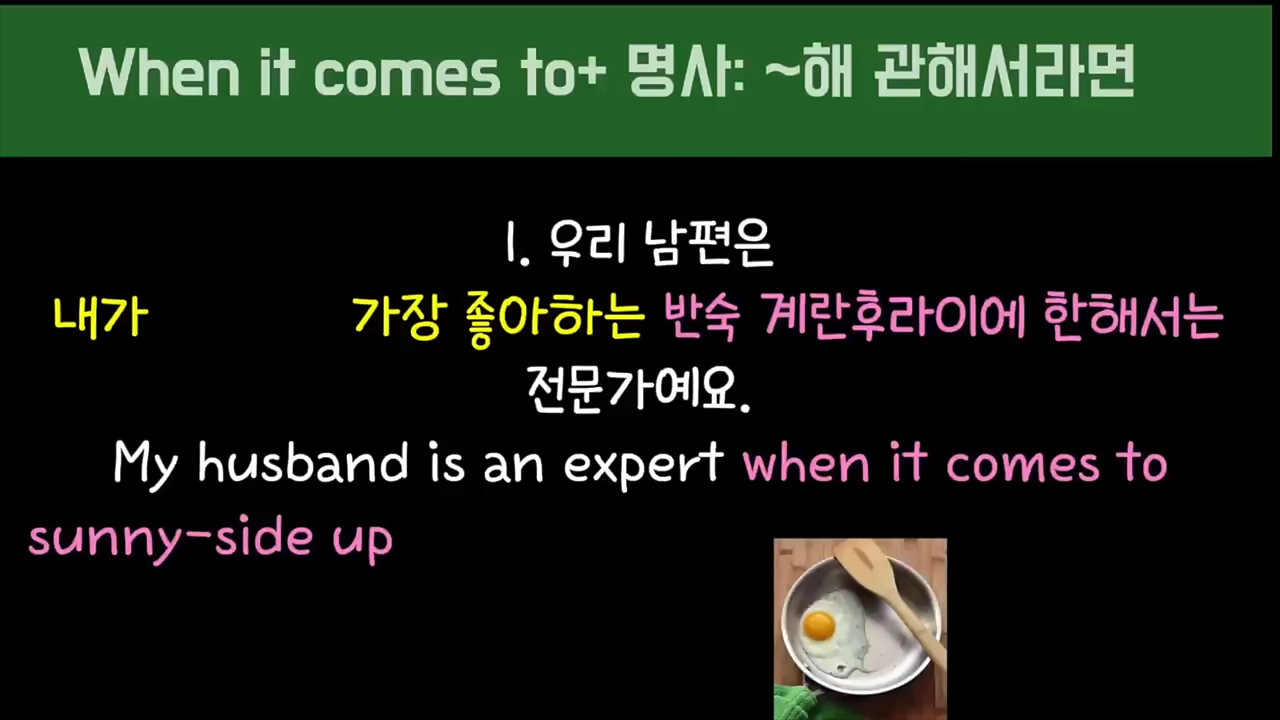 When it comes to+ 명사: ~해 관해서라면
1. 우리 남편은
내가 가장 좋아하는 반숙 계란후라이에 한해서는
전문가예요.
My husband is an expert when it comes to
sunny-side up